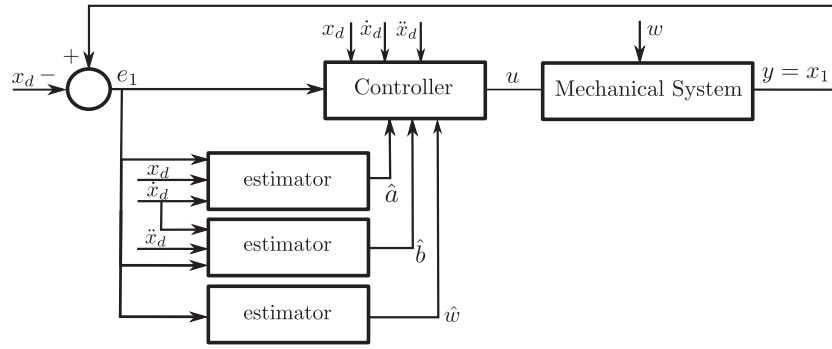 x_d ẋ_d ẍ_d w
+
x_d − e_1 Controller u Mechanical System y = x_1
x_d
ẋ_d
estimator
â
ẍ_d
estimator
b̂
estimator
ŵ